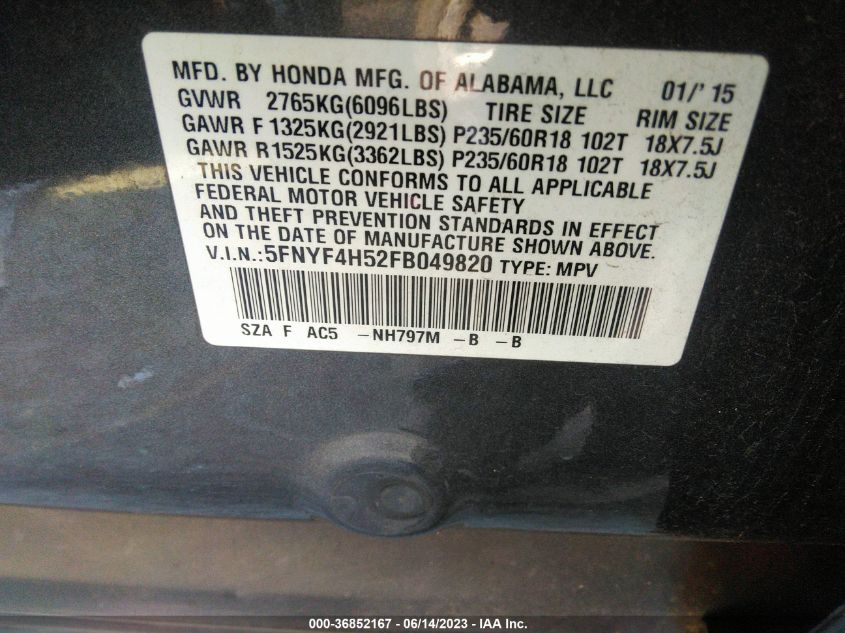 MFD. BY HONDA MFG. OF ALABAMA, LLC 01/'15
GVWR 2765KG(6096LBS) TIRE SIZE RIM SIZE
GAWR F 1325KG(2921LBS) P235/60R18 102T 18X7.5J
GAWR R1525KG(3362LBS) P235/60R18 102T 18X7.5J
THIS VEHICLE CONFORMS TO ALL APPLICABLE
FEDERAL MOTOR VEHICLE SAFETY
AND THEFT PREVENTION STANDARDS IN EFFECT
ON THE DATE OF MANUFACTURE SHOWN ABOVE.
V.I.N.:5FNYF4H52FB049820 TYPE: MPV
SZA F AC5 -NH797M -B -B
000-36852167 / 06/14/2023 - IAA Inc.